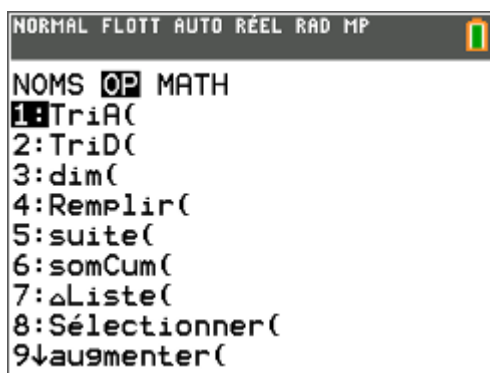 NORMAL FLOTT AUTO RÉEL RAD MP
NOMS OP MATH
1:TriA(
2:TriD(
3:dim(
4:Remplir(
5:suite(
6:somCum(
7:△Liste(
8:Sélectionner(
9↓augmenter(